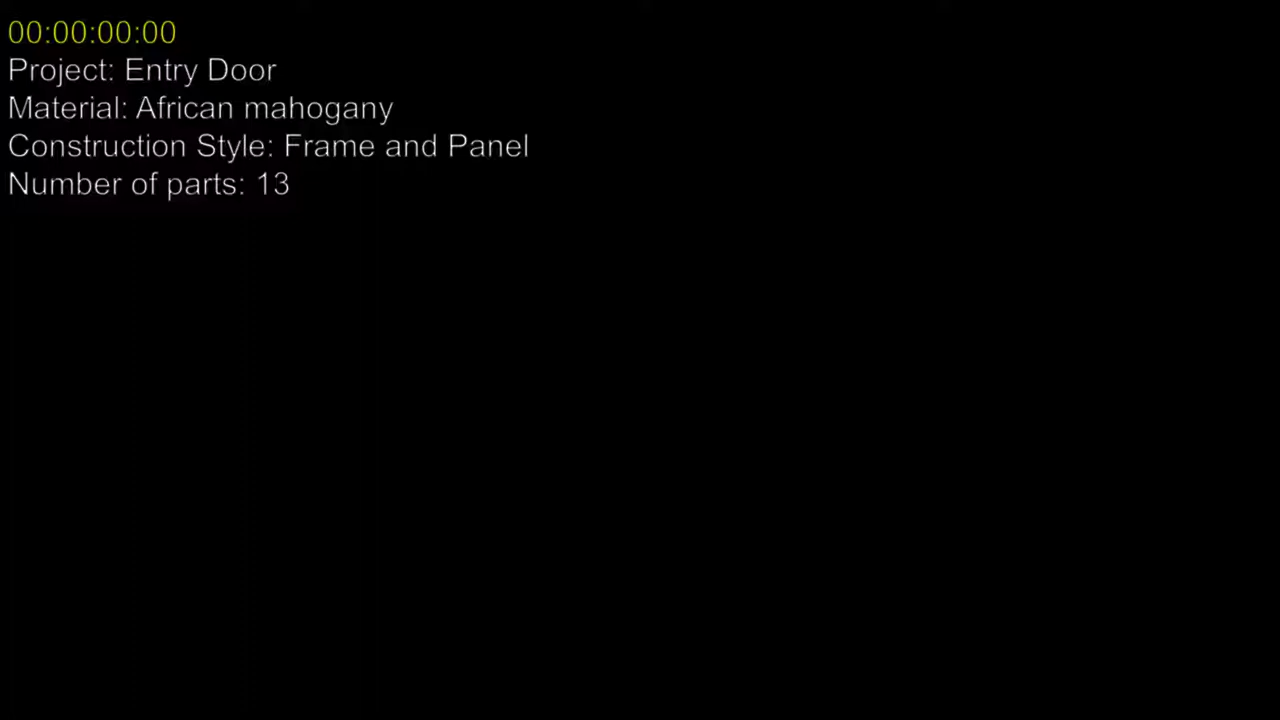 00:00:00:00
Project: Entry Door
Material: African mahogany
Construction Style: Frame and Panel
Number of parts: 13